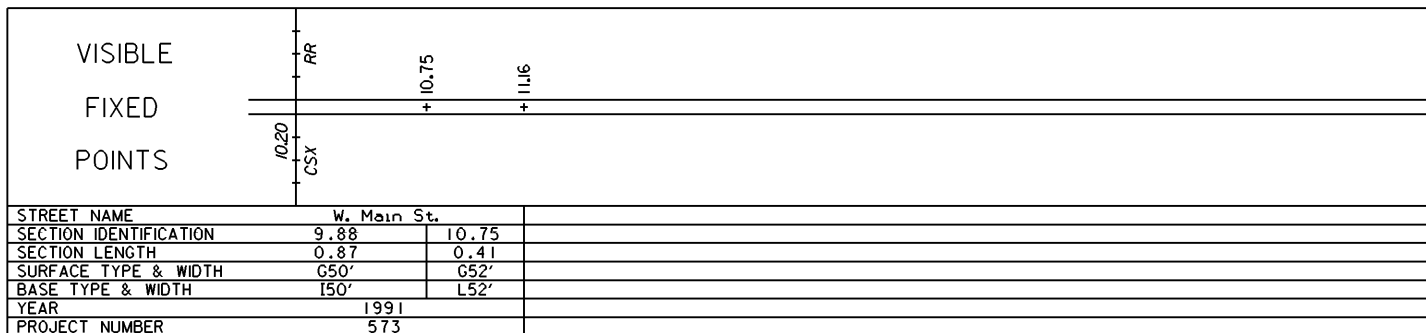 VISIBLE
FIXED
POINTS
RR
10.20
CSX
10.75
11.16
STREET NAME W. Main St.
SECTION IDENTIFICATION 9.88 10.75
SECTION LENGTH 0.87 0.41
SURFACE TYPE & WIDTH G50' G52'
BASE TYPE & WIDTH I50' L52'
YEAR 1991
PROJECT NUMBER 573